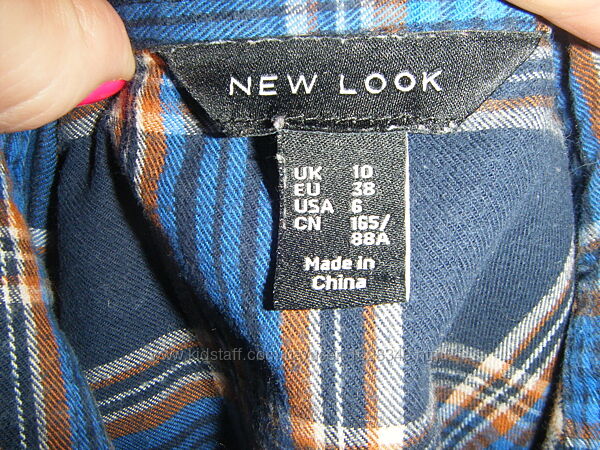 NEW LOOK
UK 10
EU 38
USA 6
CN 165/
88A
Made in
China